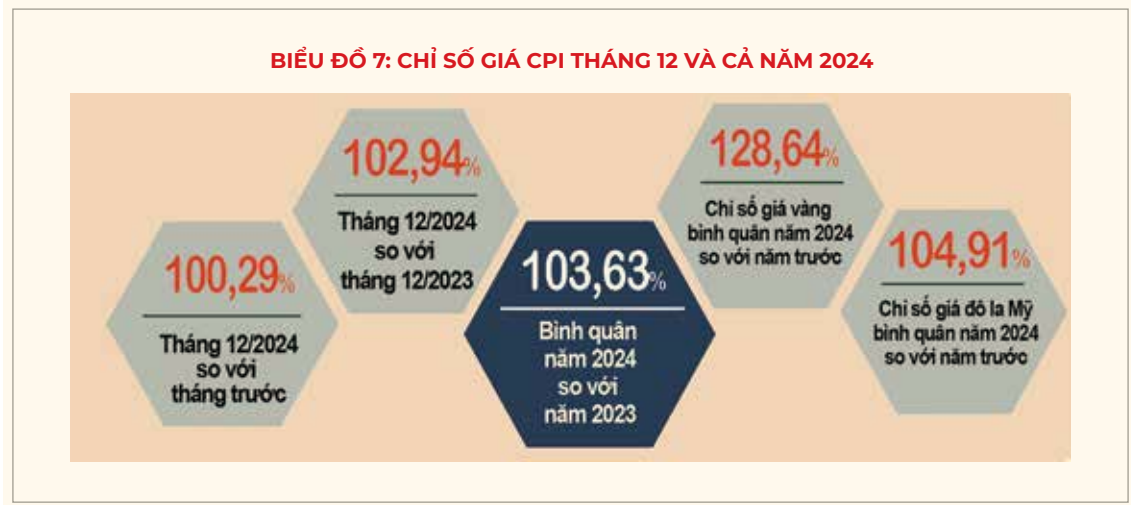 BIỂU ĐỒ 7: CHỈ SỐ GIÁ CPI THÁNG 12 VÀ CẢ NĂM 2024
100,29%
Tháng 12/2024
so với
tháng trước
102,94%
Tháng 12/2024
so với
tháng 12/2023
103,63%
Bình quân
năm 2024
so với
năm 2023
128,64%
Chỉ số giá vàng
bình quân năm 2024
so với năm trước
104,91%
Chỉ số giá đô la Mỹ
bình quân năm 2024
so với năm trước